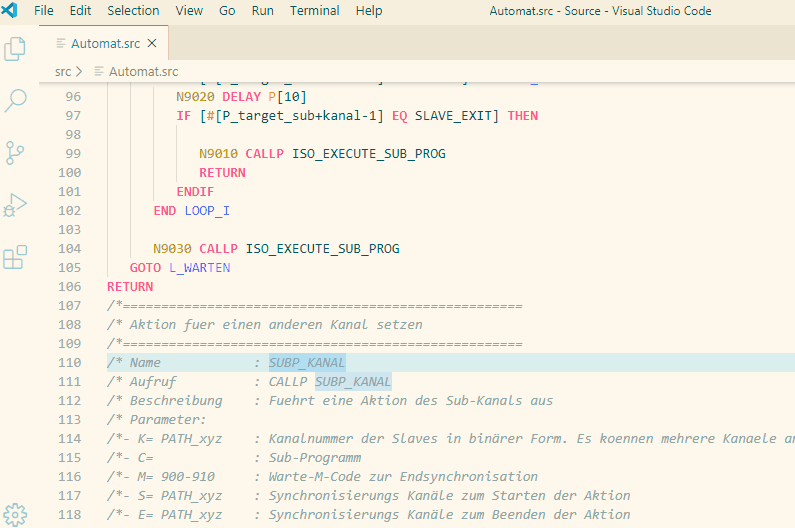 File Edit Selection View Go Run Terminal Help Automat.src - Source - Visual Studio Code
Automat.src
src > Automat.src
96 N9020 DELAY P[10]
97 IF [#[P_target_sub+kanal-1] EQ SLAVE_EXIT] THEN
98
99 N9010 CALLP ISO_EXECUTE_SUB_PROG
100 RETURN
101 ENDIF
102 END LOOP_I
103
104 N9030 CALLP ISO_EXECUTE_SUB_PROG
105 GOTO L_WARTEN
106 RETURN
107 /*====================================================
108 /* Aktion fuer einen anderen Kanal setzen
109 /*====================================================
110 /* Name : SUBP_KANAL
111 /* Aufruf : CALLP SUBP_KANAL
112 /* Beschreibung : Fuehrt eine Aktion des Sub-Kanals aus
113 /* Parameter:
114 /*- K= PATH_xyz : Kanalnummer der Slaves in binärer Form. Es koennen mehrere Kanaele
115 /*- C= : Sub-Programm
116 /*- M= 900-910 : Warte-M-Code zur Endsynchronisation
117 /*- S= PATH_xyz : Synchronisierungs Kanäle zum Starten der Aktion
118 /*- E= PATH_xyz : Synchronisierungs Kanäle zum Beenden der Aktion